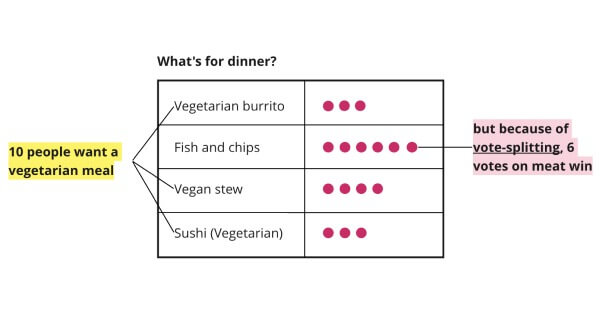 What's for dinner?
Vegetarian burrito
Fish and chips
Vegan stew
Sushi (Vegetarian)
10 people want a
vegetarian meal
but because of
vote-splitting, 6
votes on meat win